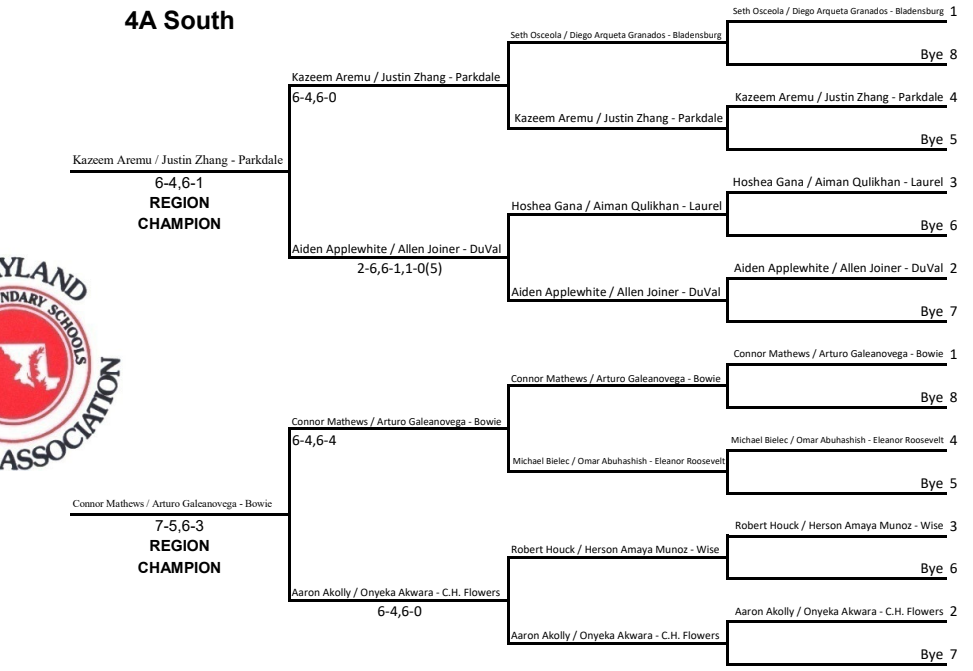 4A South
Seth Osceola / Diego Arqueta Granados - Bladensburg 1
Seth Osceola / Diego Arqueta Granados - Bladensburg
Bye 8
Kazeem Aremu / Justin Zhang - Parkdale
6-4,6-0
Kazeem Aremu / Justin Zhang - Parkdale 4
Kazeem Aremu / Justin Zhang - Parkdale
Bye 5
Kazeem Aremu / Justin Zhang - Parkdale
6-4,6-1
REGION
CHAMPION
Hoshea Gana / Aiman Qulikhan - Laurel 3
Hoshea Gana / Aiman Qulikhan - Laurel
Bye 6
Aiden Applewhite / Allen Joiner - DuVal
2-6,6-1,1-0(5)
Aiden Applewhite / Allen Joiner - DuVal 2
Aiden Applewhite / Allen Joiner - DuVal
Bye 7
SCHOOLS
ASSOCIATION
Connor Mathews / Arturo Galeanovega - Bowie 1
Connor Mathews / Arturo Galeanovega - Bowie
Bye 8
Connor Mathews / Arturo Galeanovega - Bowie
6-4,6-4
Michael Bielec / Omar Abuhashish - Eleanor Roosevelt 4
Michael Bielec / Omar Abuhashish - Eleanor Roosevelt
Bye 5
Connor Mathews / Arturo Galeanovega - Bowie
7-5,6-3
REGION
CHAMPION
Robert Houck / Herson Amaya Munoz - Wise 3
Robert Houck / Herson Amaya Munoz - Wise
Bye 6
Aaron Akolly / Onyeka Akwara - C.H. Flowers
6-4,6-0
Aaron Akolly / Onyeka Akwara - C.H. Flowers 2
Aaron Akolly / Onyeka Akwara - C.H. Flowers
Bye 7